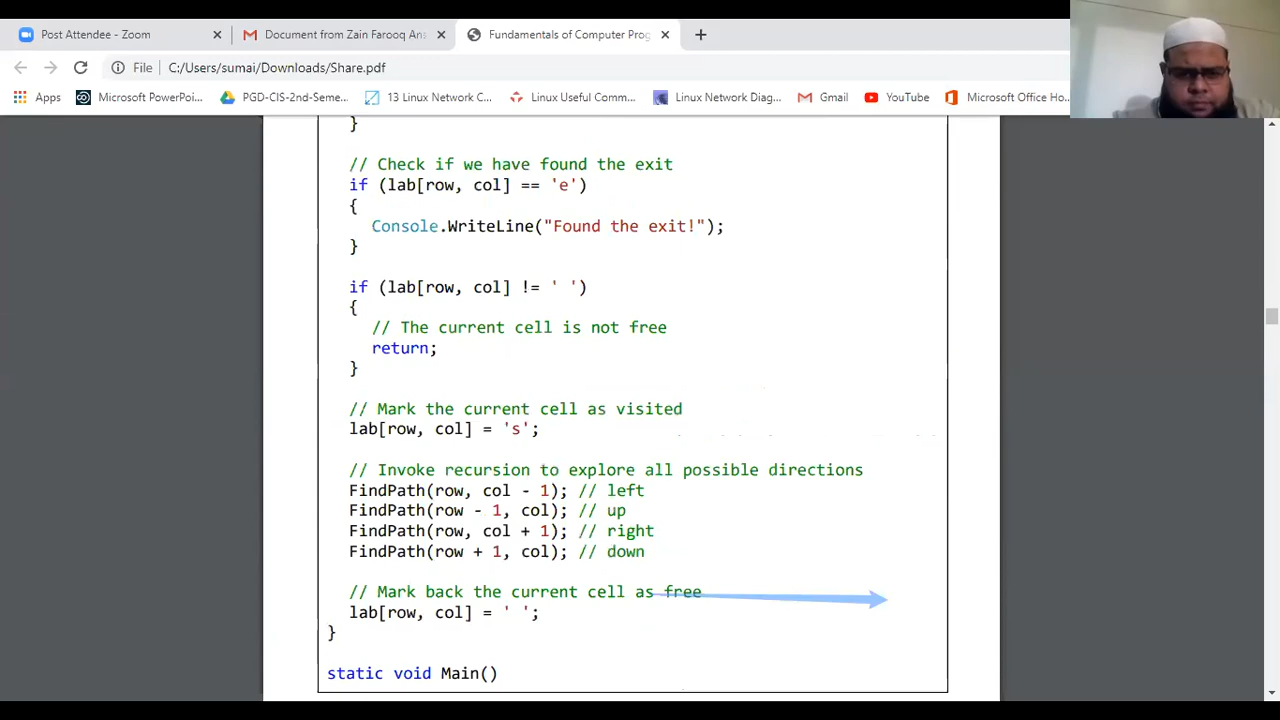 Post Attendee - Zoom
Document from Zain Farooq Ans
Fundamentals of Computer Prog
File
C:/Users/sumai/Downloads/Share.pdf
Apps
Microsoft PowerPoi...
PGD-CIS-2nd-Seme...
13 Linux Network C...
Linux Useful Comm...
Linux Network Diag...
Gmail
YouTube
Microsoft Office Ho
}
// Check if we have found the exit
if (lab[row, col] == 'e')
{
Console.WriteLine("Found the exit!");
}
if (lab[row, col] != ' ')
{
// The current cell is not free
return;
}
// Mark the current cell as visited
lab[row, col] = 's';
// Invoke recursion to explore all possible directions
FindPath(row, col - 1); // left
FindPath(row - 1, col); // up
FindPath(row, col + 1); // right
FindPath(row + 1, col); // down
// Mark back the current cell as free
lab[row, col] = ' ';
}
static void Main()